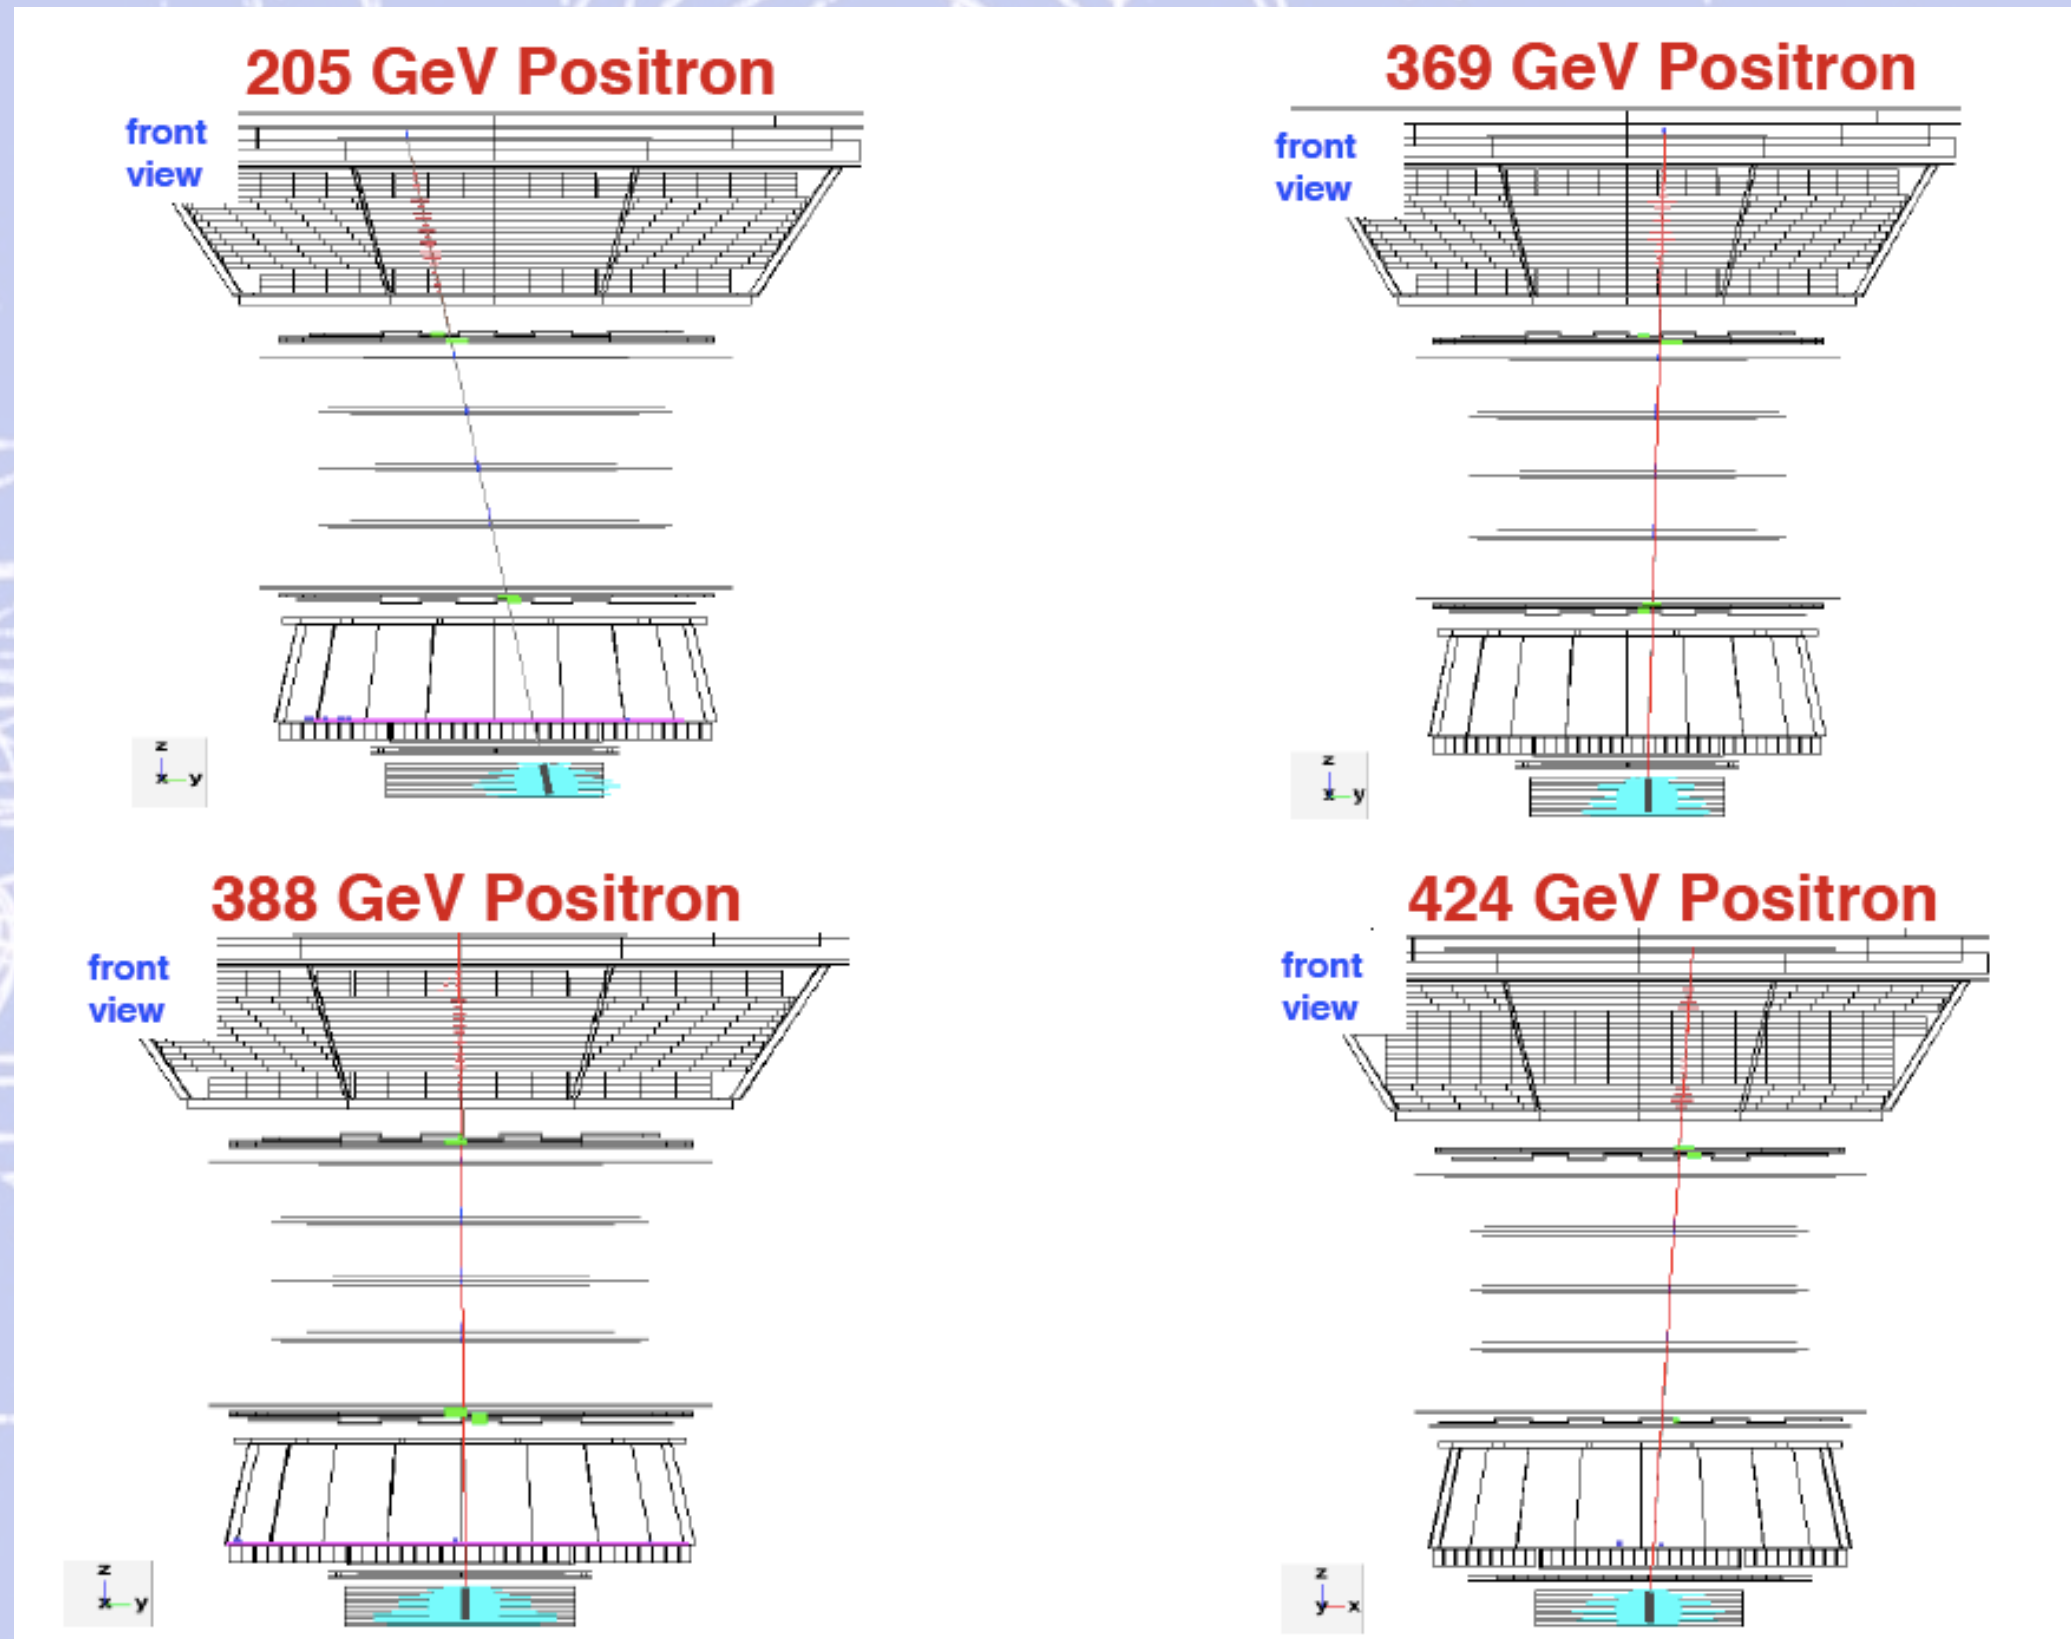 205 GeV Positron
front
view
z
x y
369 GeV Positron
front
view
z
x y
388 GeV Positron
front
view
z
x y
424 GeV Positron
front
view
z
y x